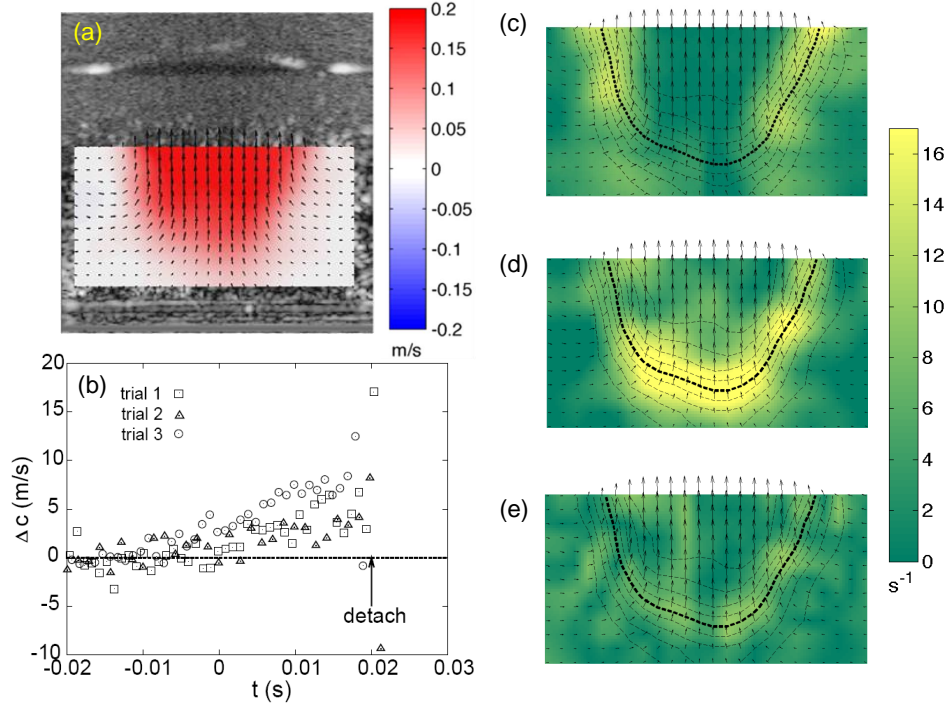 (a)
0.2
0.15
0.1
0.05
0
-0.05
-0.1
-0.15
-0.2
m/s
(b)
trial 1
trial 2
trial 3
20
15
10
5
0
-5
-10
Δ c (m/s)
detach
-0.02 -0.01 0 0.01 0.02 0.03
t (s)
(c)
(d)
(e)
16
14
12
10
8
6
4
2
0
s⁻¹